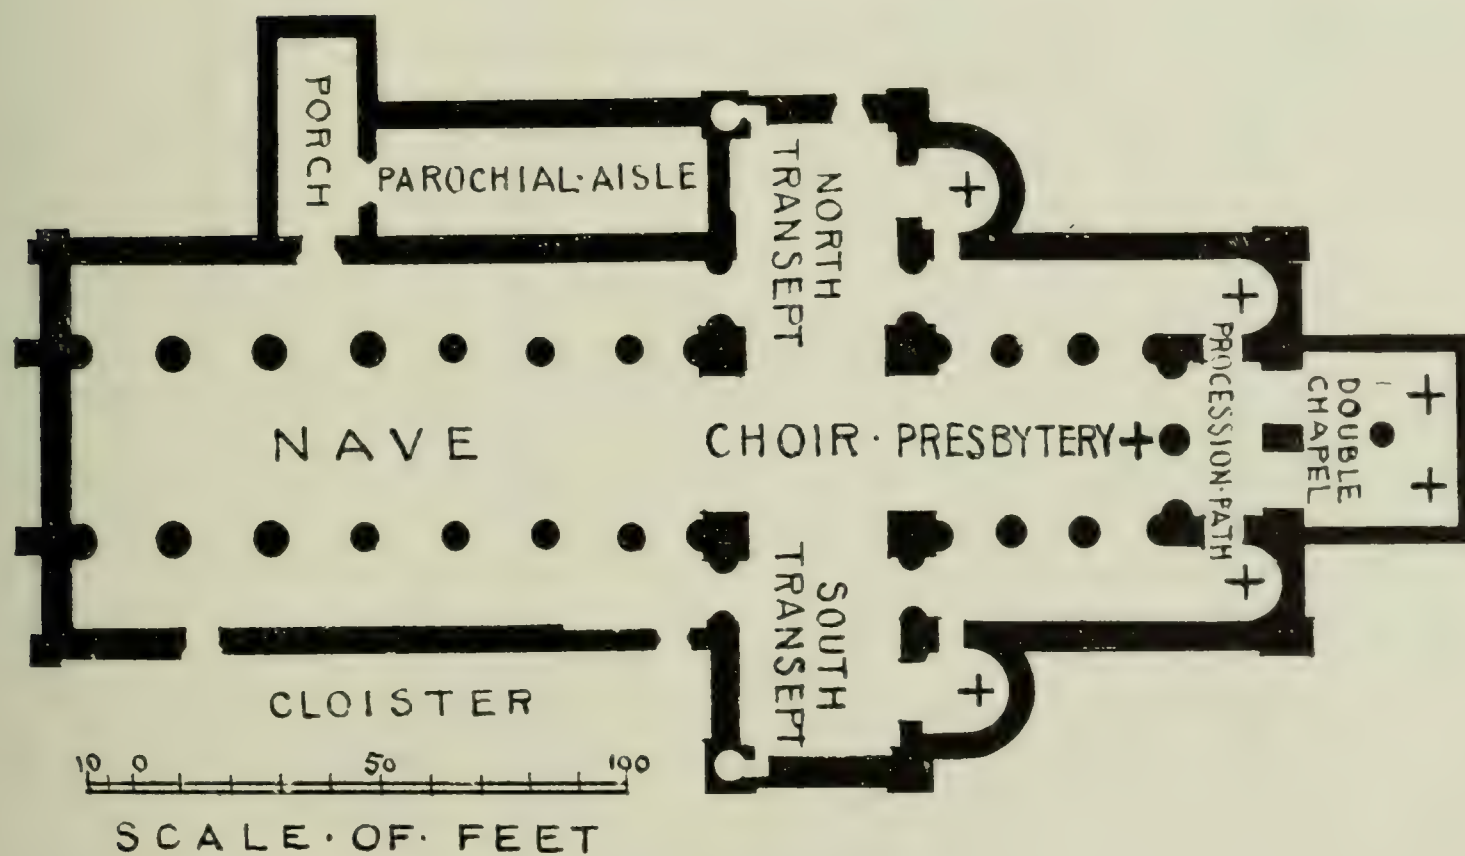 PORCH
PAROCHIAL·AISLE
NORTH
TRANSEPT
NAVE
CHOIR·PRESBYTERY
PROCESSION·PATH
DOUBLE
CHAPEL
SOUTH
TRANSEPT
CLOISTER
10 0 50 100
SCALE·OF·FEET